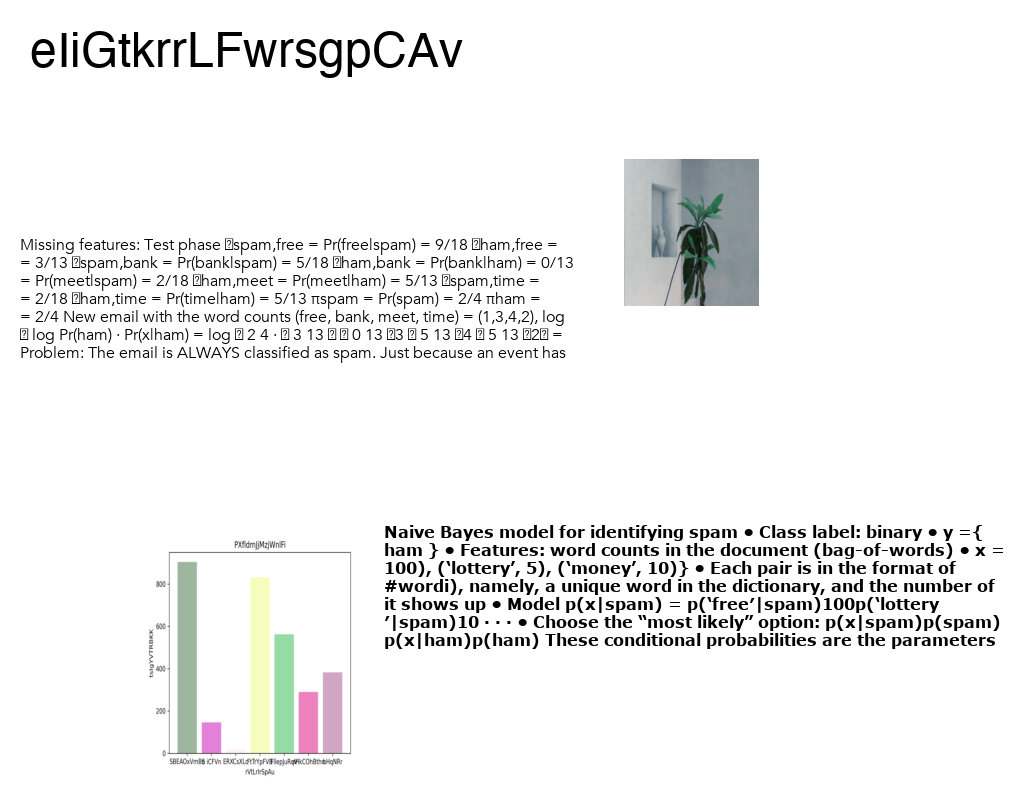 eIiGtkrrLFwrsgpCAv
Missing features: Test phase �spam,free = Pr(free|spam) = 9/18 �ham,free =
= 3/13 �spam,bank = Pr(bank|spam) = 5/18 �ham,bank = Pr(bank|ham) = 0/13
= Pr(meet|spam) = 2/18 �ham,meet = Pr(meet|ham) = 5/13 �spam,time =
= 2/18 �ham,time = Pr(time|ham) = 5/13 πspam = Pr(spam) = 2/4 πham =
= 2/4 New email with the word counts (free, bank, meet, time) = (1,3,4,2), log
� log Pr(ham) · Pr(x|ham) = log � 2 4 · � 3 13 � � 0 13 �3 � 5 13 �4 � 5 13 �2� =
Problem: The email is ALWAYS classified as spam. Just because an event has
Naive Bayes model for identifying spam • Class label: binary • y ={
ham } • Features: word counts in the document (bag-of-words) • x =
100), (‘lottery’, 5), (‘money’, 10)} • Each pair is in the format of
#wordi), namely, a unique word in the dictionary, and the number of
it shows up • Model p(x|spam) = p(‘free’|spam)100p(‘lottery
’|spam)10 · · · • Choose the “most likely” option: p(x|spam)p(spam)
p(x|ham)p(ham) These conditional probabilities are the parameters
PXfIdmJjMzjWnIFi
800
600
400
200
0